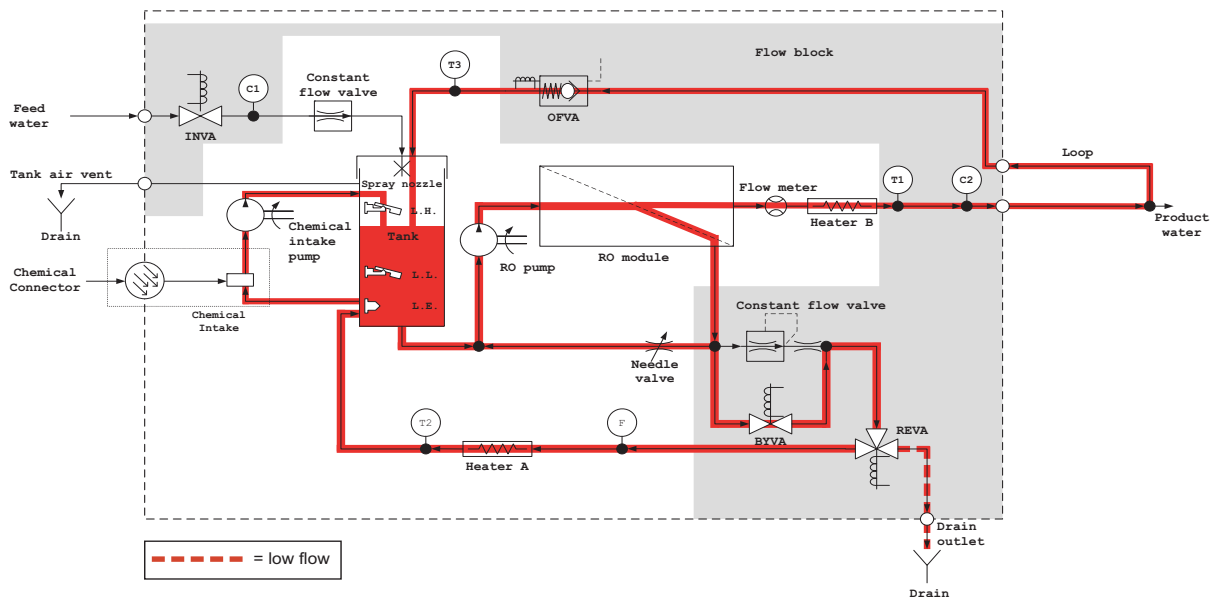 Flow block
T3
Constant
flow valve
C1
Feed
water
INVA
OFVA
Loop
Tank air vent
Spray nozzle
Flow meter
T1
C2
L.H.
Product
water
Drain
Chemical
intake
pump
Tank
Heater B
RO pump
RO module
Chemical
Connector
L.L.
Chemical
Intake
L.E.
Constant flow valve
Needle
valve
T2
F
BYVA
REVA
Heater A
Drain
outlet
= low flow
Drain